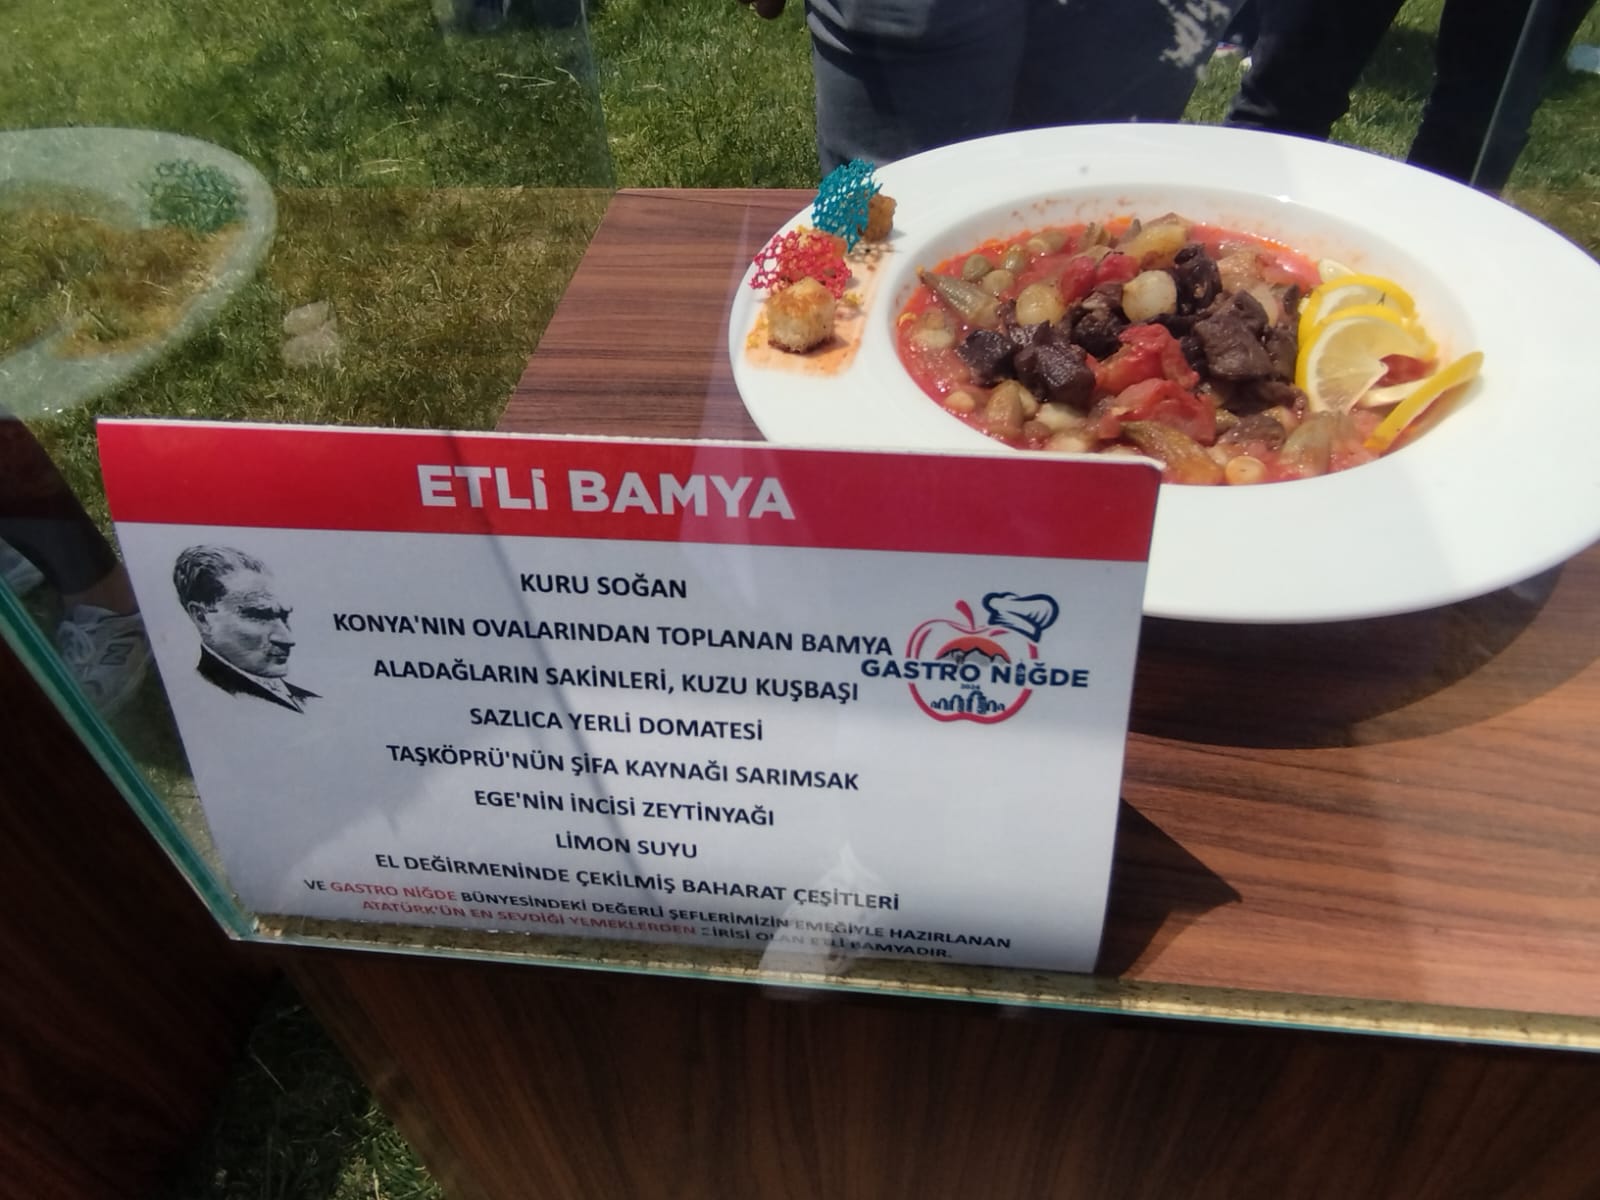 ETLİ BAMYA
KURU SOĞAN
KONYA'NIN OVALARINDAN TOPLANAN BAMYA
ALADAĞLARIN SAKİNLERİ, KUZU KUŞBAŞI
SAZLICA YERLİ DOMATESİ
TAŞKÖPRÜ'NÜN ŞİFA KAYNAĞI SARIMSAK
EGE'NİN İNCİSİ ZEYTİNYAĞI
LİMON SUYU
EL DEĞİRMENİNDE ÇEKİLMİŞ BAHARAT ÇEŞİTLERİ
VE GASTRO NİĞDE BÜNYESİNDEKİ DEĞERLİ ŞEFLERİMİZİN EMEĞİYLE HAZIRLANAN
ATATÜRK'ÜN EN SEVDİĞİ YEMEKLERDEN BİRİSİ OLAN ETLİ BAMYADIR.
GASTRO NİĞDE